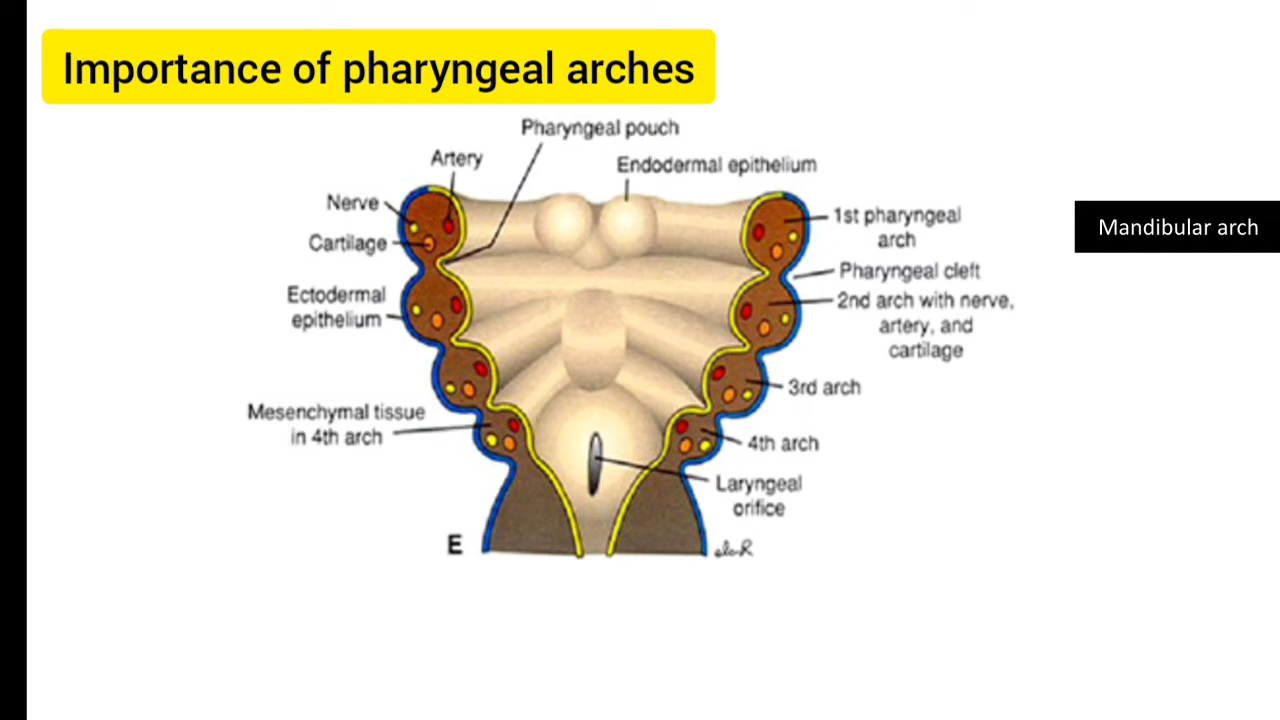 Importance of pharyngeal arches
Pharyngeal pouch
Artery
Endodermal epithelium
Nerve
Cartilage
1st pharyngeal
arch
Mandibular arch
Pharyngeal cleft
Ectodermal
epithelium
2nd arch with nerve,
artery, and
cartilage
3rd arch
Mesenchymal tissue
in 4th arch
4th arch
Laryngeal
orifice
E